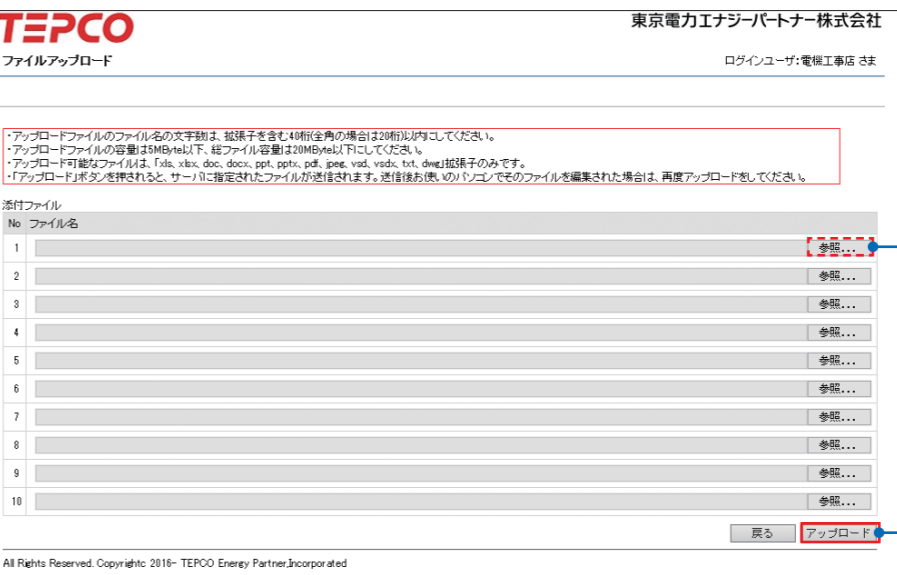 TEPCO
東京電力エナジーパートナー株式会社
ファイルアップロード
ログインユーザ:電機工事店 さま
・アップロードファイルのファイル名の文字数は、拡張子を含む40桁(全角の場合は20桁)以内にしてください。
・アップロードファイルの容量は5MByte以下、総ファイル容量は20MByte以下にしてください。
・アップロード可能なファイルは、「xls, xlsx, doc, docx, ppt, pptx, pdf, jpeg, vsd, vsdx, txt, dwg」拡張子のみです。
・「アップロード」ボタンを押されると、サーバに指定されたファイルが送信されます。送信後お使いのパソコンでそのファイルを編集された場合は、再度アップロードをしてください。
添付ファイル
No ファイル名
1 参照...
2 参照...
3 参照...
4 参照...
5 参照...
6 参照...
7 参照...
8 参照...
9 参照...
10 参照...
戻る アップロード
All Rights Reserved. Copyrightc 2016- TEPCO Energy Partner,Incorporated